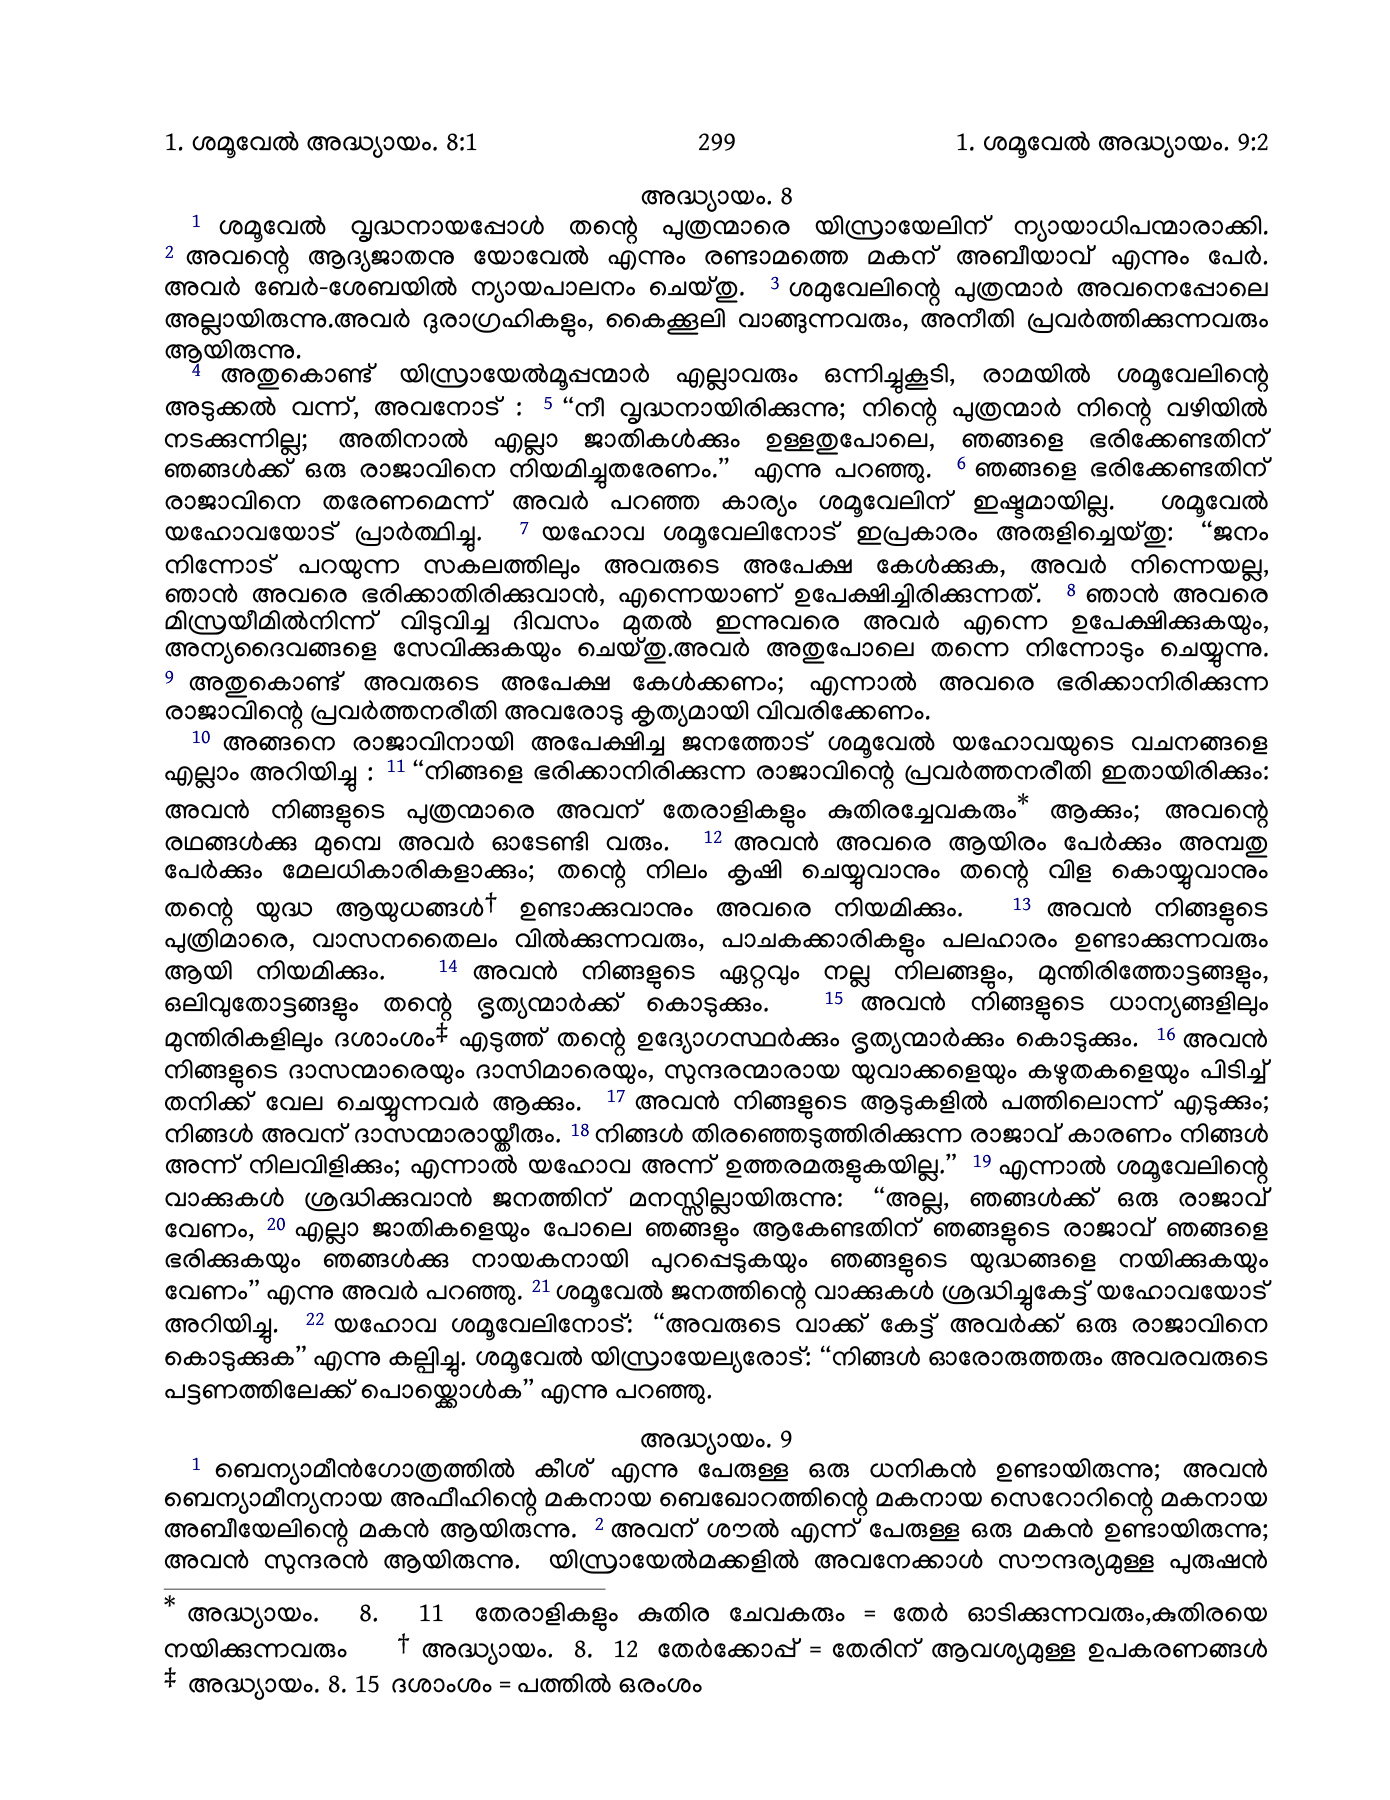 1. ശമൂവേൽ അദ്ധ്യായം. 8:1 299 1. ശമൂവേൽ അദ്ധ്യായം. 9:2
അദ്ധ്യായം. 8
1 ശമൂവേൽ വൃദ്ധനായപ്പോൾ തന്റെ പുത്രന്മാരെ യിസ്രായേലിന് ന്യായാധിപന്മാരാക്കി.
2 അവന്റെ ആദ്യജാതനു യോവേൽ എന്നും രണ്ടാമത്തെ മകന് അബീയാവ് എന്നും പേർ.
അവർ ബേർ-ശേബയിൽ ന്യായപാലനം ചെയ്തു. 3 ശമുവേലിന്റെ പുത്രന്മാർ അവനെപ്പോലെ
അല്ലായിരുന്നു.അവർ ദുരാഗ്രഹികളും, കൈക്കൂലി വാങ്ങുന്നവരും, അനീതി പ്രവർത്തിക്കുന്നവരും
ആയിരുന്നു.
4 അതുകൊണ്ട് യിസ്രായേൽമൂപ്പന്മാർ എല്ലാവരും ഒന്നിച്ചുകൂടി, രാമയിൽ ശമൂവേലിന്റെ
അടുക്കൽ വന്ന്, അവനോട് : 5 “നീ വൃദ്ധനായിരിക്കുന്നു; നിന്റെ പുത്രന്മാർ നിന്റെ വഴിയിൽ
നടക്കുന്നില്ല; അതിനാൽ എല്ലാ ജാതികൾക്കും ഉള്ളതുപോലെ, ഞങ്ങളെ ഭരിക്കേണ്ടതിന്
ഞങ്ങൾക്ക് ഒരു രാജാവിനെ നിയമിച്ചുതരേണം.” എന്നു പറഞ്ഞു. 6 ഞങ്ങളെ ഭരിക്കേണ്ടതിന്
രാജാവിനെ തരേണമെന്ന് അവർ പറഞ്ഞ കാര്യം ശമൂവേലിന് ഇഷ്ടമായില്ല. ശമൂവേൽ
യഹോവയോട് പ്രാർത്ഥിച്ചു. 7 യഹോവ ശമൂവേലിനോട് ഇപ്രകാരം അരുളിച്ചെയ്തു: “ജനം
നിന്നോട് പറയുന്ന സകലത്തിലും അവരുടെ അപേക്ഷ കേൾക്കുക, അവർ നിന്നെയല്ല,
ഞാൻ അവരെ ഭരിക്കാതിരിക്കുവാൻ, എന്നെയാണ് ഉപേക്ഷിച്ചിരിക്കുന്നത്. 8 ഞാൻ അവരെ
മിസ്രയീമിൽനിന്ന് വിടുവിച്ച ദിവസം മുതൽ ഇന്നുവരെ അവർ എന്നെ ഉപേക്ഷിക്കുകയും,
അന്യദൈവങ്ങളെ സേവിക്കുകയും ചെയ്തു.അവർ അതുപോലെ തന്നെ നിന്നോടും ചെയ്യുന്നു.
9 അതുകൊണ്ട് അവരുടെ അപേക്ഷ കേൾക്കണം; എന്നാൽ അവരെ ഭരിക്കാനിരിക്കുന്ന
രാജാവിന്റെ പ്രവർത്തനരീതി അവരോടു കൃത്യമായി വിവരിക്കേണം.
10 അങ്ങനെ രാജാവിനായി അപേക്ഷിച്ച ജനത്തോട് ശമൂവേൽ യഹോവയുടെ വചനങ്ങളെ
എല്ലാം അറിയിച്ചു : 11 “നിങ്ങളെ ഭരിക്കാനിരിക്കുന്ന രാജാവിന്റെ പ്രവർത്തനരീതി ഇതായിരിക്കും:
അവൻ നിങ്ങളുടെ പുത്രന്മാരെ അവന് തേരാളികളും കുതിരച്ചേവകരും* ആക്കും; അവന്റെ
രഥങ്ങൾക്കു മുമ്പെ അവർ ഓടേണ്ടി വരും. 12 അവൻ അവരെ ആയിരം പേർക്കും അമ്പതു
പേർക്കും മേലധികാരികളാക്കും; തന്റെ നിലം കൃഷി ചെയ്യുവാനും തന്റെ വിള കൊയ്യുവാനും
തന്റെ യുദ്ധ ആയുധങ്ങൾ† ഉണ്ടാക്കുവാനും അവരെ നിയമിക്കും. 13 അവൻ നിങ്ങളുടെ
പുത്രിമാരെ, വാസനതൈലം വിൽക്കുന്നവരും, പാചകക്കാരികളും പലഹാരം ഉണ്ടാക്കുന്നവരും
ആയി നിയമിക്കും. 14 അവൻ നിങ്ങളുടെ ഏറ്റവും നല്ല നിലങ്ങളും, മുന്തിരിത്തോട്ടങ്ങളും,
ഒലിവുതോട്ടങ്ങളും തന്റെ ഭൃത്യന്മാർക്ക് കൊടുക്കും. 15 അവൻ നിങ്ങളുടെ ധാന്യങ്ങളിലും
മുന്തിരികളിലും ദശാംശം‡ എടുത്ത് തന്റെ ഉദ്യോഗസ്ഥർക്കും ഭൃത്യന്മാർക്കും കൊടുക്കും. 16 അവൻ
നിങ്ങളുടെ ദാസന്മാരെയും ദാസിമാരെയും, സുന്ദരന്മാരായ യുവാക്കളെയും കഴുതകളെയും പിടിച്ച്
തനിക്ക് വേല ചെയ്യുന്നവർ ആക്കും. 17 അവൻ നിങ്ങളുടെ ആടുകളിൽ പത്തിലൊന്ന് എടുക്കും;
നിങ്ങൾ അവന് ദാസന്മാരായ്ത്തീരും. 18 നിങ്ങൾ തിരഞ്ഞെടുത്തിരിക്കുന്ന രാജാവ് കാരണം നിങ്ങൾ
അന്ന് നിലവിളിക്കും; എന്നാൽ യഹോവ അന്ന് ഉത്തരമരുളുകയില്ല.” 19 എന്നാൽ ശമൂവേലിന്റെ
വാക്കുകൾ ശ്രദ്ധിക്കുവാൻ ജനത്തിന് മനസ്സില്ലായിരുന്നു: “അല്ല, ഞങ്ങൾക്ക് ഒരു രാജാവ്
വേണം, 20 എല്ലാ ജാതികളെയും പോലെ ഞങ്ങളും ആകേണ്ടതിന് ഞങ്ങളുടെ രാജാവ് ഞങ്ങളെ
ഭരിക്കുകയും ഞങ്ങൾക്കു നായകനായി പുറപ്പെടുകയും ഞങ്ങളുടെ യുദ്ധങ്ങളെ നയിക്കുകയും
വേണം” എന്നു അവർ പറഞ്ഞു. 21 ശമൂവേൽ ജനത്തിന്റെ വാക്കുകൾ ശ്രദ്ധിച്ചുകേട്ട് യഹോവയോട്
അറിയിച്ചു. 22 യഹോവ ശമൂവേലിനോട്: “അവരുടെ വാക്ക് കേട്ട് അവർക്ക് ഒരു രാജാവിനെ
കൊടുക്കുക” എന്നു കല്പിച്ചു. ശമൂവേൽ യിസ്രായേല്യരോട്: “നിങ്ങൾ ഓരോരുത്തരും അവരവരുടെ
പട്ടണത്തിലേക്ക് പൊയ്ക്കൊൾക” എന്നു പറഞ്ഞു.
അദ്ധ്യായം. 9
1 ബെന്യാമീൻഗോത്രത്തിൽ കീശ് എന്നു പേരുള്ള ഒരു ധനികൻ ഉണ്ടായിരുന്നു; അവൻ
ബെന്യാമീന്യനായ അഫീഹിന്റെ മകനായ ബെഖോറത്തിന്റെ മകനായ സെറോറിന്റെ മകനായ
അബീയേലിന്റെ മകൻ ആയിരുന്നു. 2 അവന് ശൗൽ എന്ന് പേരുള്ള ഒരു മകൻ ഉണ്ടായിരുന്നു;
അവൻ സുന്ദരൻ ആയിരുന്നു. യിസ്രായേൽമക്കളിൽ അവനേക്കാൾ സൗന്ദര്യമുള്ള പുരുഷൻ
* അദ്ധ്യായം. 8. 11 തേരാളികളും കുതിര ചേവകരും = തേർ ഓടിക്കുന്നവരും,കുതിരയെ
നയിക്കുന്നവരും † അദ്ധ്യായം. 8. 12 തേർക്കോപ്പ് = തേരിന് ആവശ്യമുള്ള ഉപകരണങ്ങൾ
‡ അദ്ധ്യായം. 8. 15 ദശാംശം = പത്തിൽ ഒരംശം